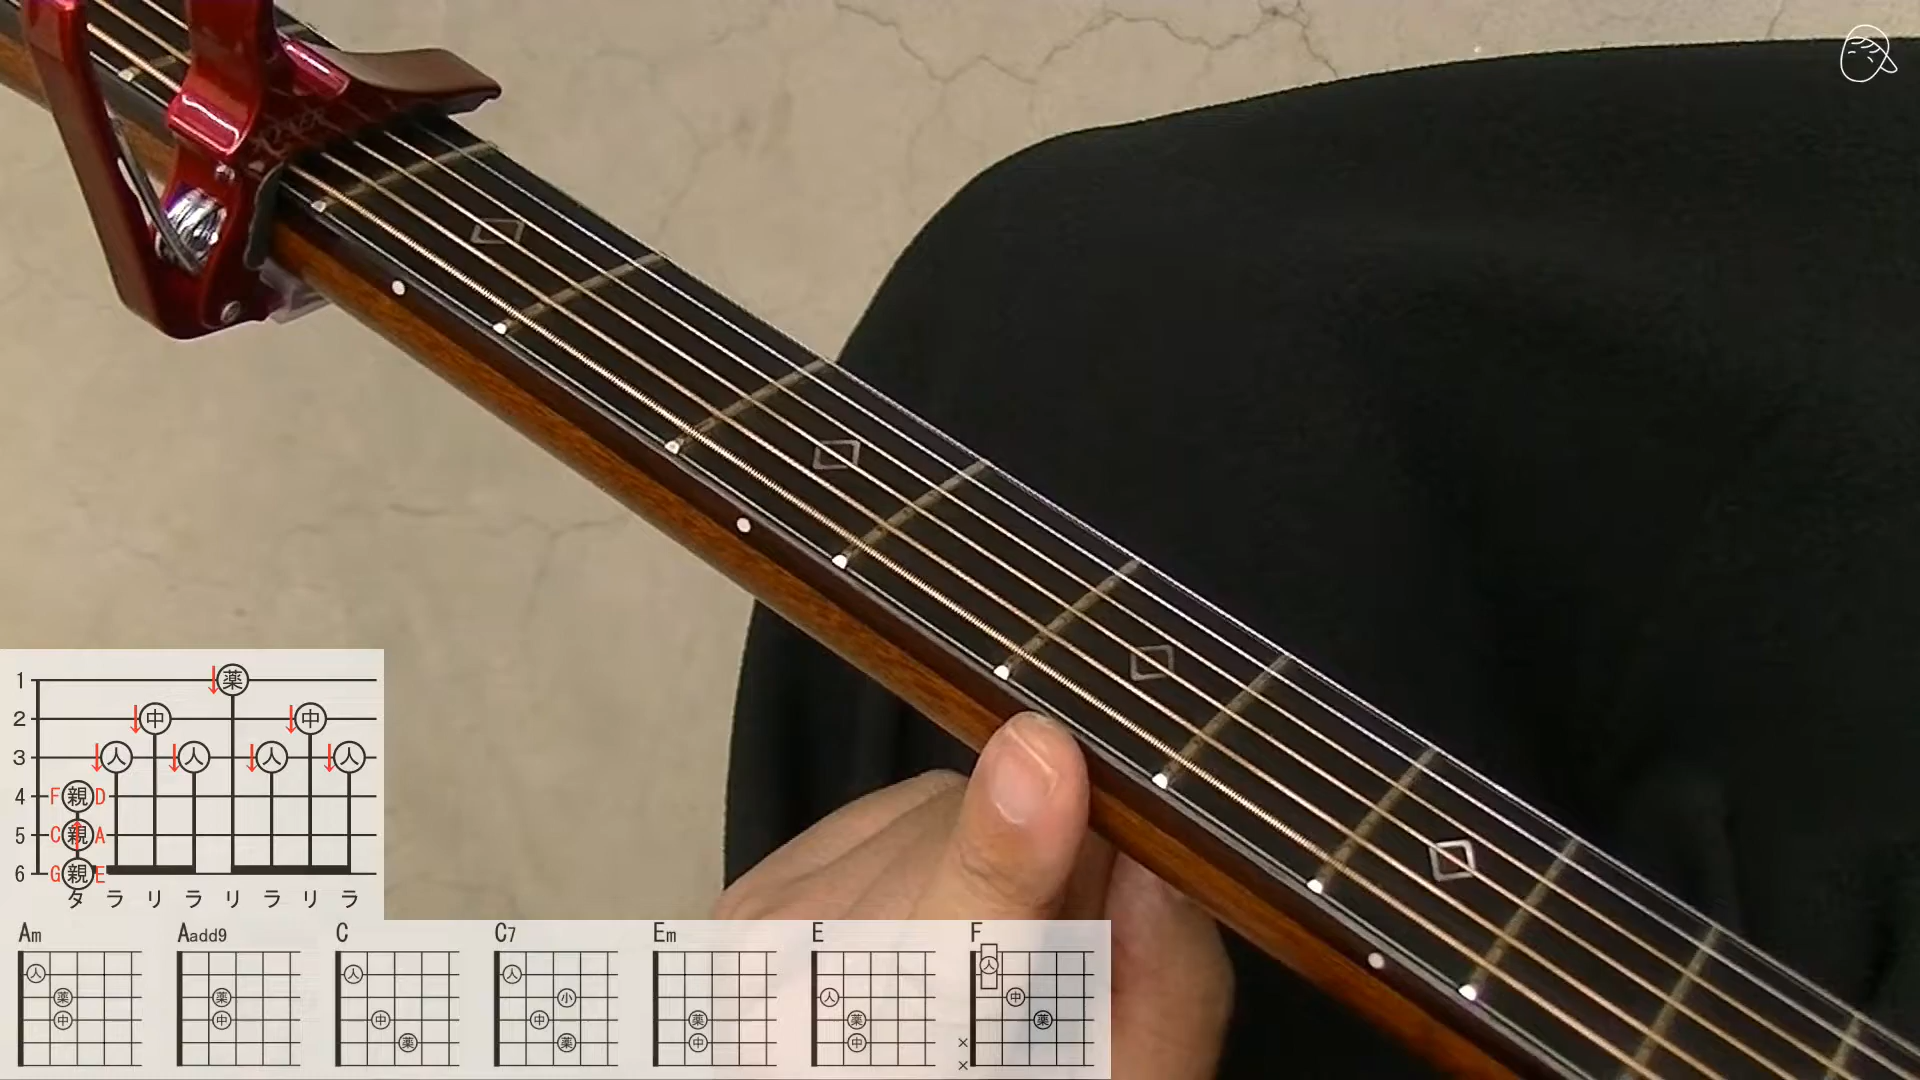 KYSER
1 薬
2 中 中
3 人 人 人 人
4 F 親 D
5 C 親 A
6 G 親 E
タ ラ リ ラ リ ラ リ ラ
Am Aadd9 C C7 Em E F
人 人 人 人
薬 薬 小 人 中
中 中 中 中 薬 薬 薬
薬 薬 中 中 ×
×